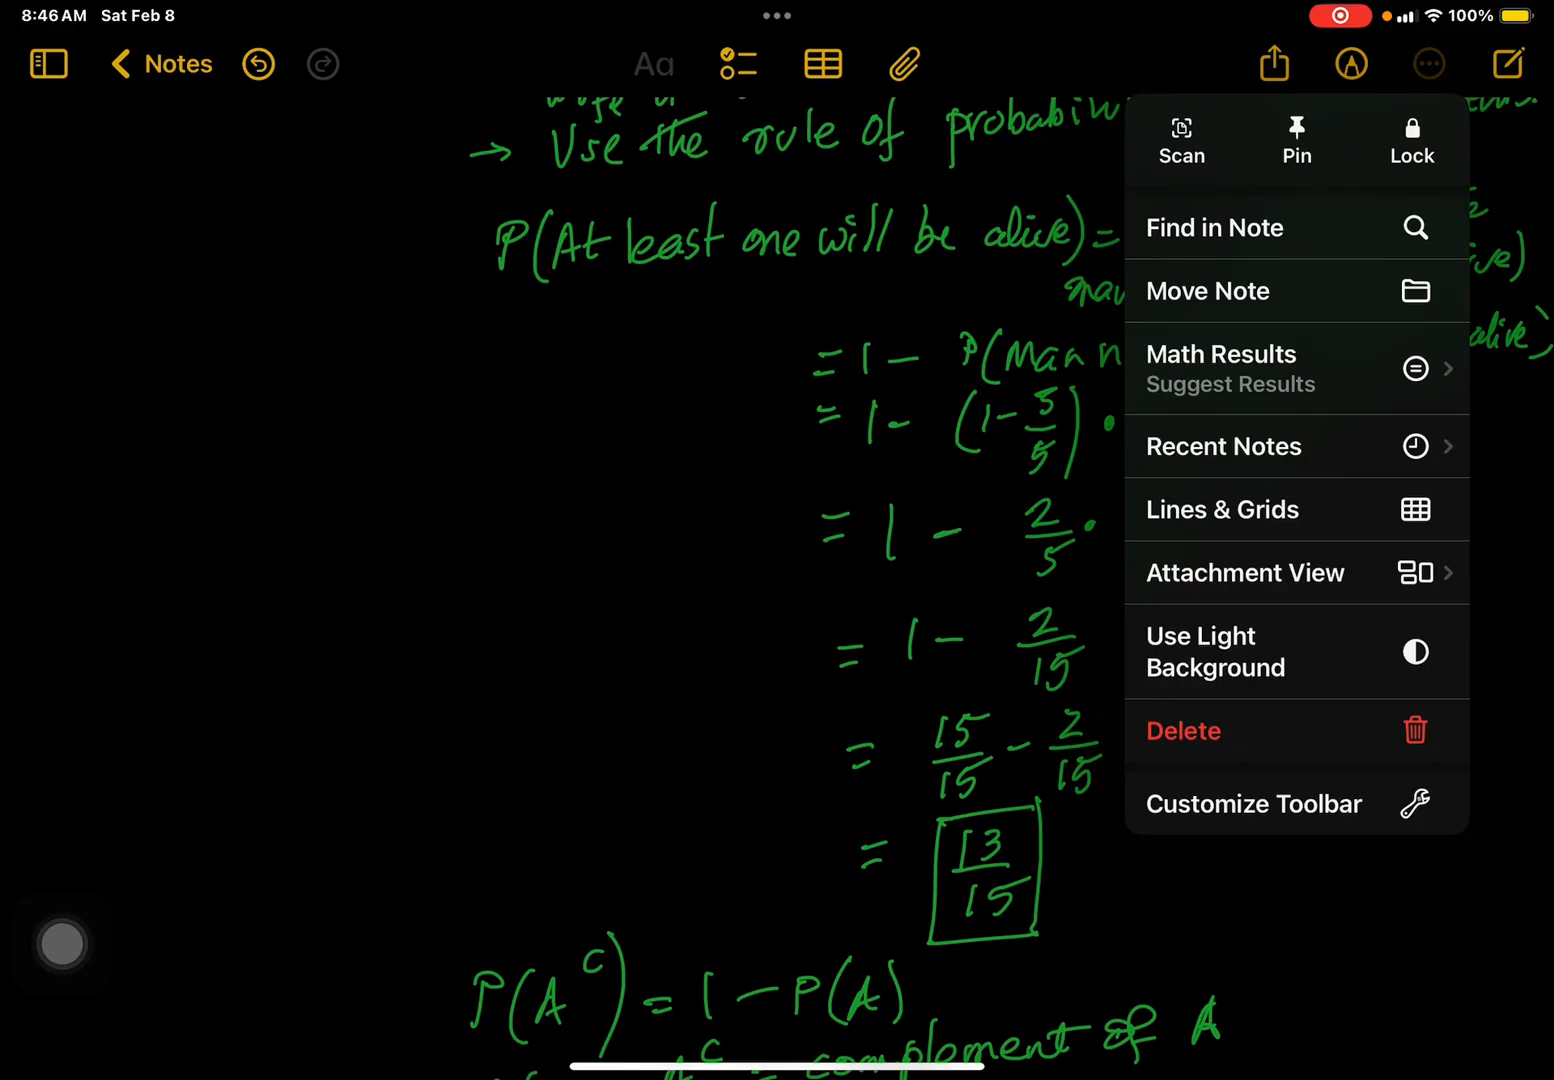 8:46 AM Sat Feb 8
100%
Notes
Aa
→ Use the rule of
P(At least one will be alive) =
= 1 - P(Man
= 1 - (1 - 3/5) ·
= 1 - 2/5 ·
= 1 - 2/15
= 15/15 - 2/15
= 13/15
P(A^c) = 1 - P(A)
A^c = complement of A
Scan
Pin
Lock
Find in Note
Move Note
Math Results
Suggest Results
Recent Notes
Lines & Grids
Attachment View
Use Light
Background
Delete
Customize Toolbar